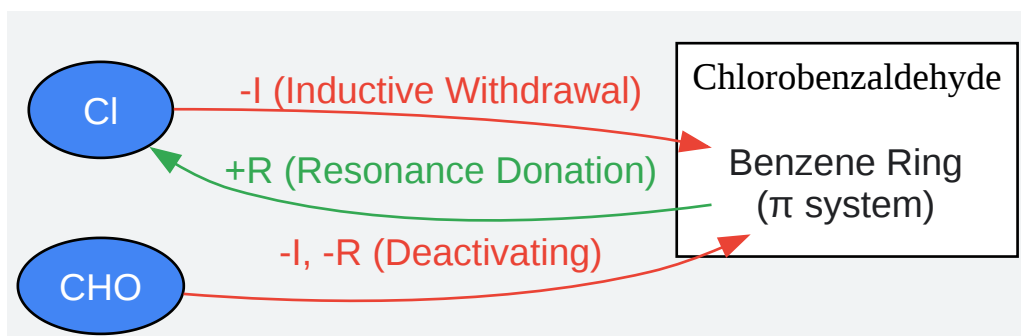 Chlorobenzaldehyde
Cl
-I (Inductive Withdrawal)
+R (Resonance Donation)
Benzene Ring
(π system)
-I, -R (Deactivating)
CHO